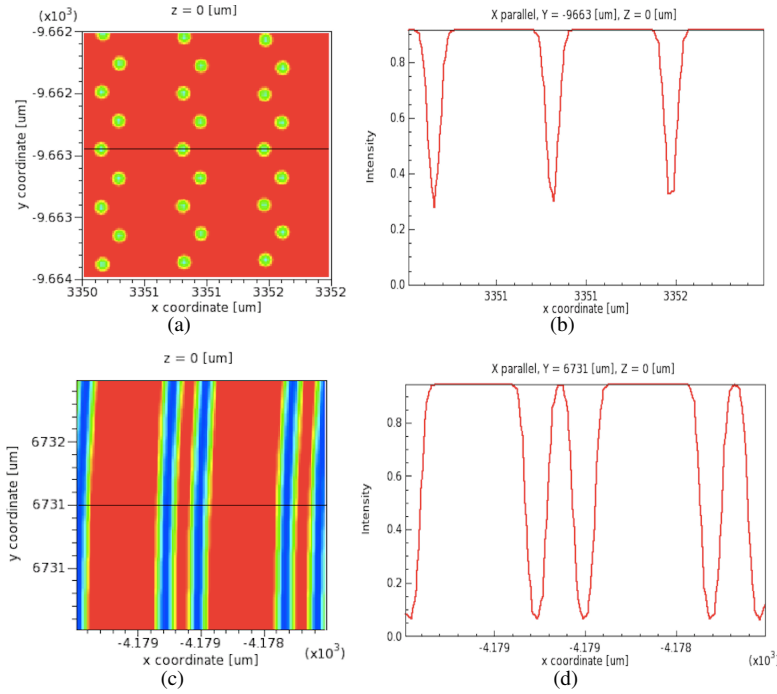 (x10³)
z = 0 [um]
-9.662
-9.662
-9.663
-9.663
-9.664
y coordinate [um]
3350 3351 3351 3352 3352
x coordinate [um]
(a)
X parallel, Y = -9663 [um], Z = 0 [um]
0.8
0.6
0.4
0.2
0.0
Intensity
3351 3351 3352
x coordinate [um]
(b)
z = 0 [um]
6732
6731
6731
y coordinate [um]
-4.179 -4.179 -4.178
x coordinate [um] (x10³)
(c)
X parallel, Y = 6731 [um], Z = 0 [um]
0.8
0.6
0.4
0.2
0.0
Intensity
-4.179 -4.179 -4.178
x coordinate [um] (x10³)
(d)